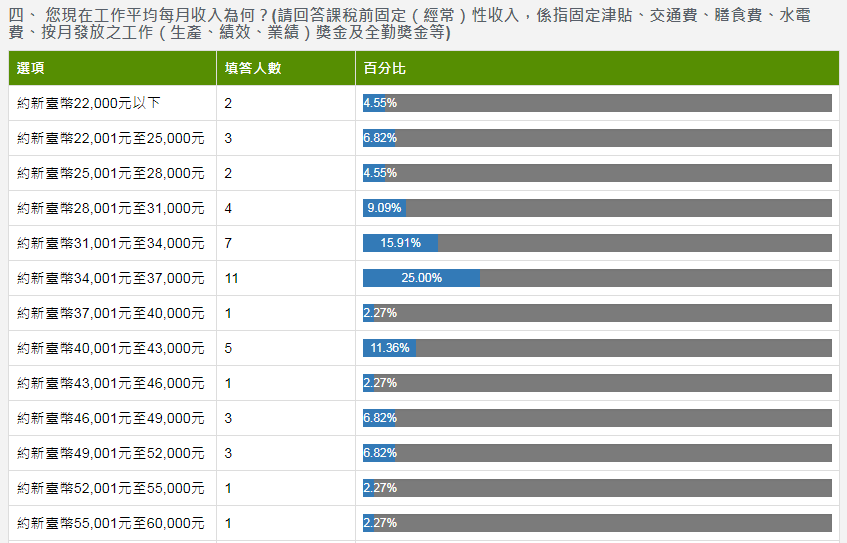 四、 您現在工作平均每月收入為何？(請回答課稅前固定（經常）性收入，係指固定津貼、交通費、膳食費、水電
費、按月發放之工作（生產、績效、業績）獎金及全勤獎金等)
選項 填答人數 百分比
約新臺幣22,000元以下 2 4.55%
約新臺幣22,001元至25,000元 3 6.82%
約新臺幣25,001元至28,000元 2 4.55%
約新臺幣28,001元至31,000元 4 9.09%
約新臺幣31,001元至34,000元 7 15.91%
約新臺幣34,001元至37,000元 11 25.00%
約新臺幣37,001元至40,000元 1 2.27%
約新臺幣40,001元至43,000元 5 11.36%
約新臺幣43,001元至46,000元 1 2.27%
約新臺幣46,001元至49,000元 3 6.82%
約新臺幣49,001元至52,000元 3 6.82%
約新臺幣52,001元至55,000元 1 2.27%
約新臺幣55,001元至60,000元 1 2.27%